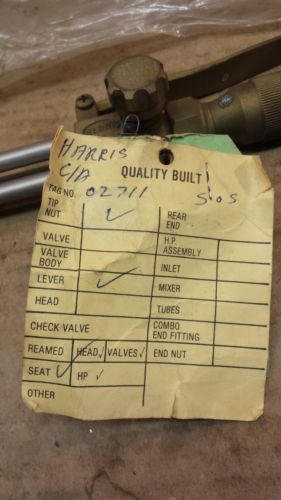 HARRIS
C/A
QUALITY BUILT
TAG NO. 02711
SOS
TIP NUT ✓
REAR END
VALVE
H.P ASSEMBLY
VALVE BODY
INLET
LEVER ✓
MIXER
HEAD
TUBES
CHECK VALVE
COMBO END FITTING
REAMED HEAD ✓ VALVES ✓
END NUT
SEAT ✓ HP ✓
OTHER